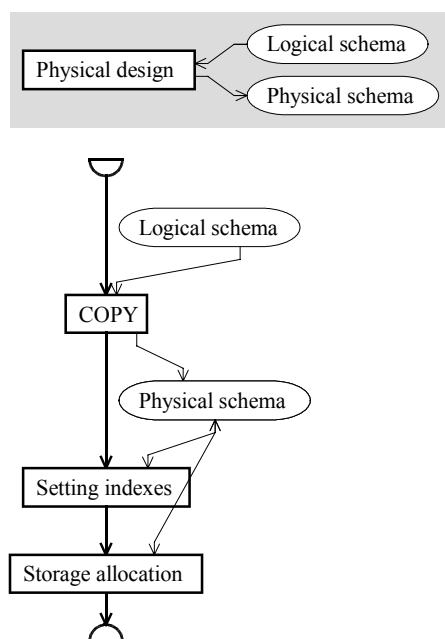 Logical schema
Physical design
Physical schema
Logical schema
COPY
Physical schema
Setting indexes
Storage allocation